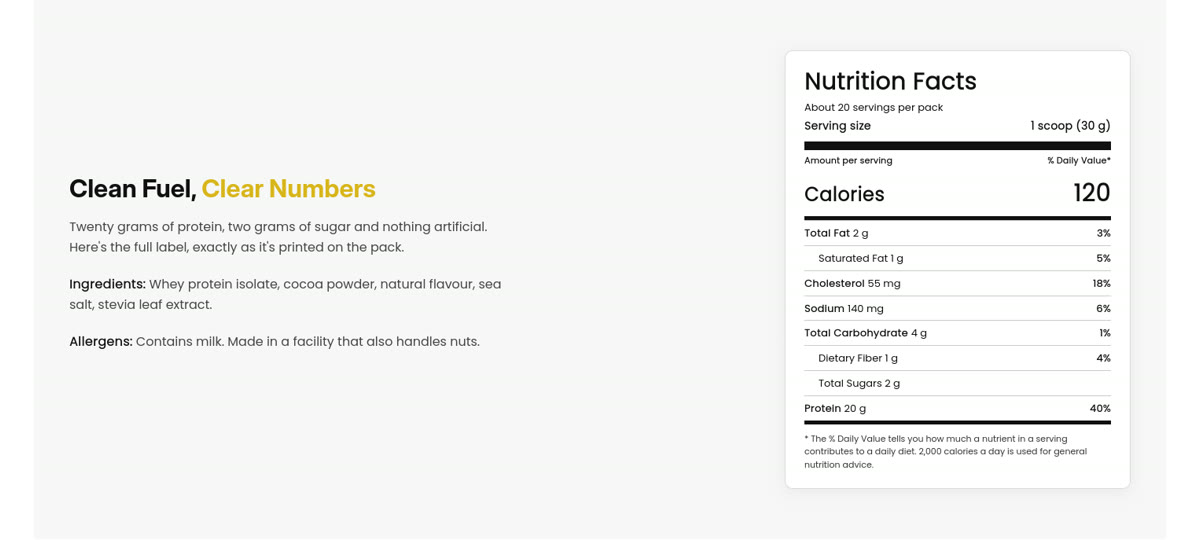 Clean Fuel, Clear Numbers
Twenty grams of protein, two grams of sugar and nothing artificial.
Here's the full label, exactly as it's printed on the pack.
Ingredients: Whey protein isolate, cocoa powder, natural flavour, sea
salt, stevia leaf extract.
Allergens: Contains milk. Made in a facility that also handles nuts.
Nutrition Facts
About 20 servings per pack
Serving size 1 scoop (30 g)
Amount per serving % Daily Value*
Calories 120
Total Fat 2 g 3%
Saturated Fat 1 g 5%
Cholesterol 55 mg 18%
Sodium 140 mg 6%
Total Carbohydrate 4 g 1%
Dietary Fiber 1 g 4%
Total Sugars 2 g
Protein 20 g 40%
* The % Daily Value tells you how much a nutrient in a serving
contributes to a daily diet. 2,000 calories a day is used for general
nutrition advice.